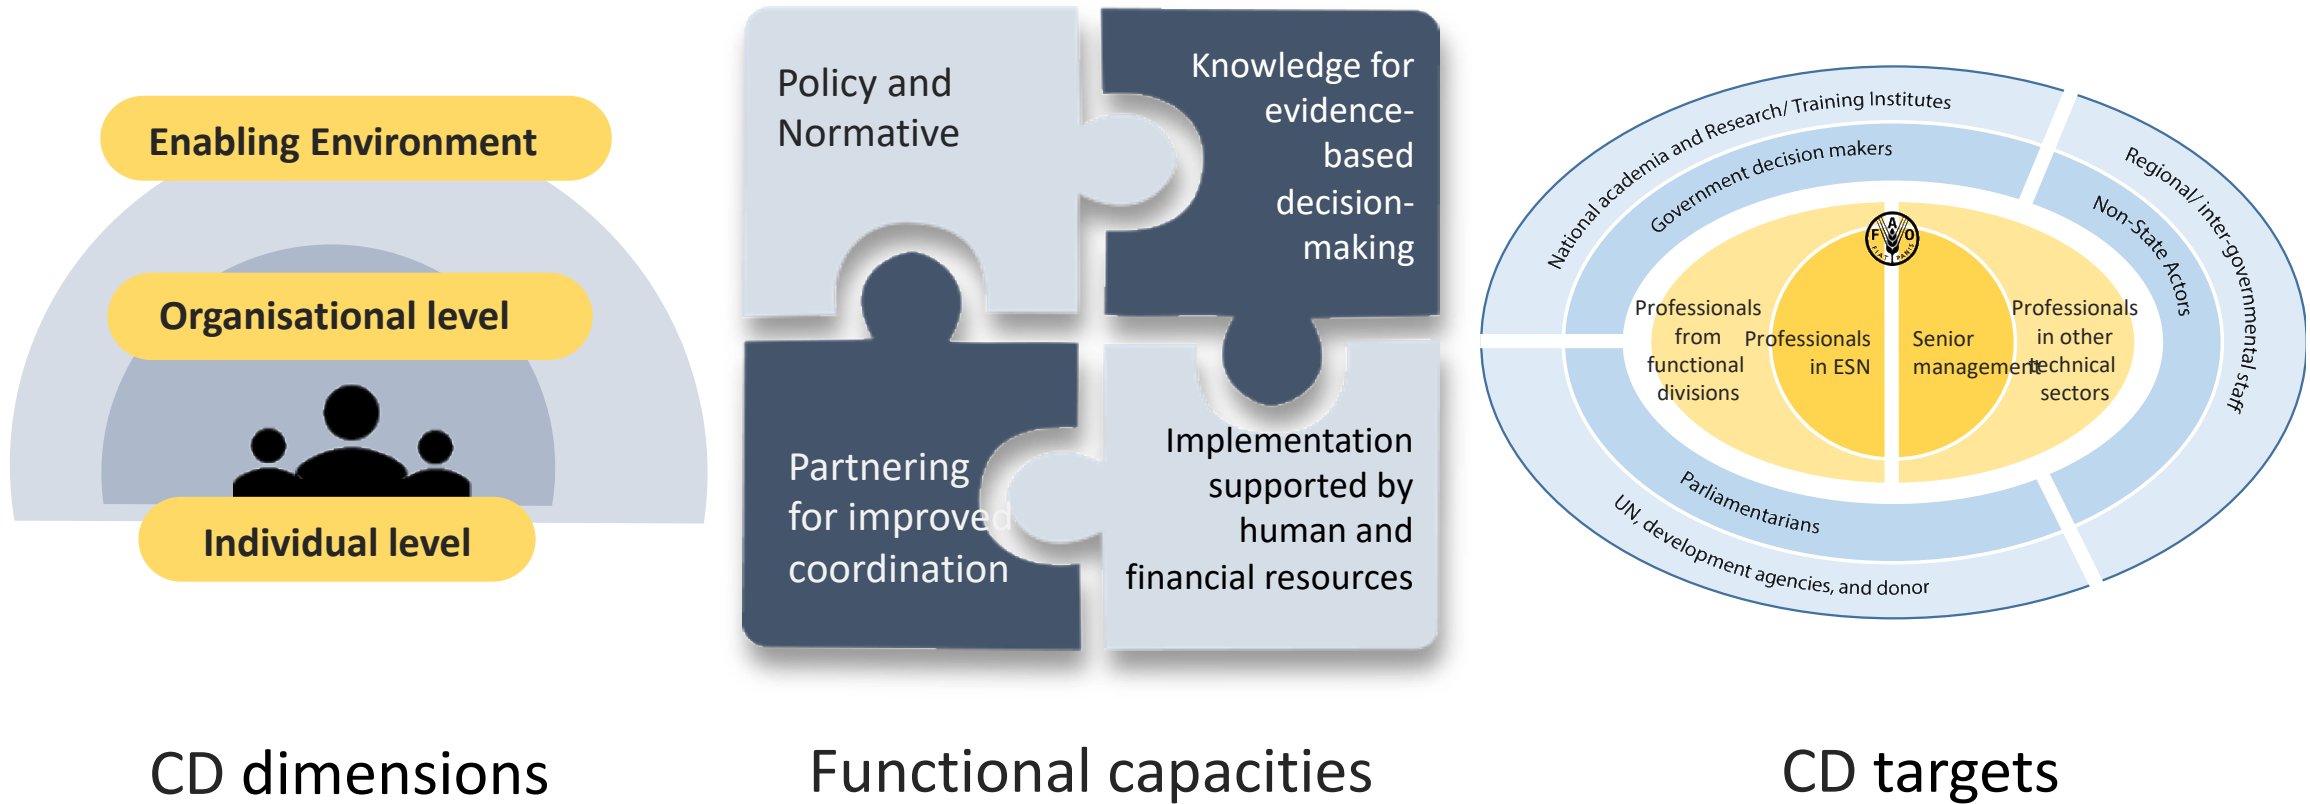 Enabling Environment
Organisational level
Individual level
CD dimensions
Policy and
Normative
Knowledge for
evidence-
based
decision-
making
Partnering
for improved
coordination
Implementation
supported by
human and
financial resources
Functional capacities
National academia and Research/ Training Institutes
Government decision makers
Regional/ inter-governmental staff
Non-State Actors
F A O
FIAT PANIS
Professionals
from
functional
divisions
Professionals
in ESN
Senior
management
Professionals
in other
technical
sectors
Parliamentarians
UN, development agencies, and donor
CD targets